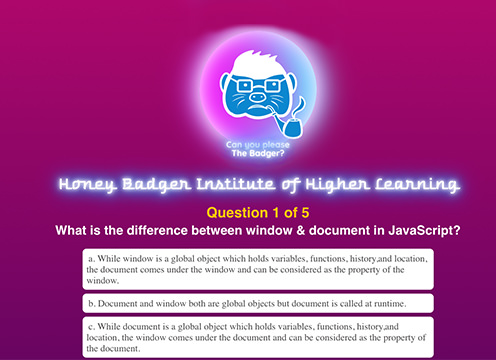 Can you please
The Badger?
Honey Badger Institute of Higher Learning
Question 1 of 5
What is the difference between window & document in JavaScript?
a. While window is a global object which holds variables, functions, history,and location,
the document comes under the window and can be considered as the property of the
window.
b. Document and window both are global objects but document is called at runtime.
c. While document is a global object which holds variables, functions, history,and
location, the window comes under the document and can be considered as the property of
the document.